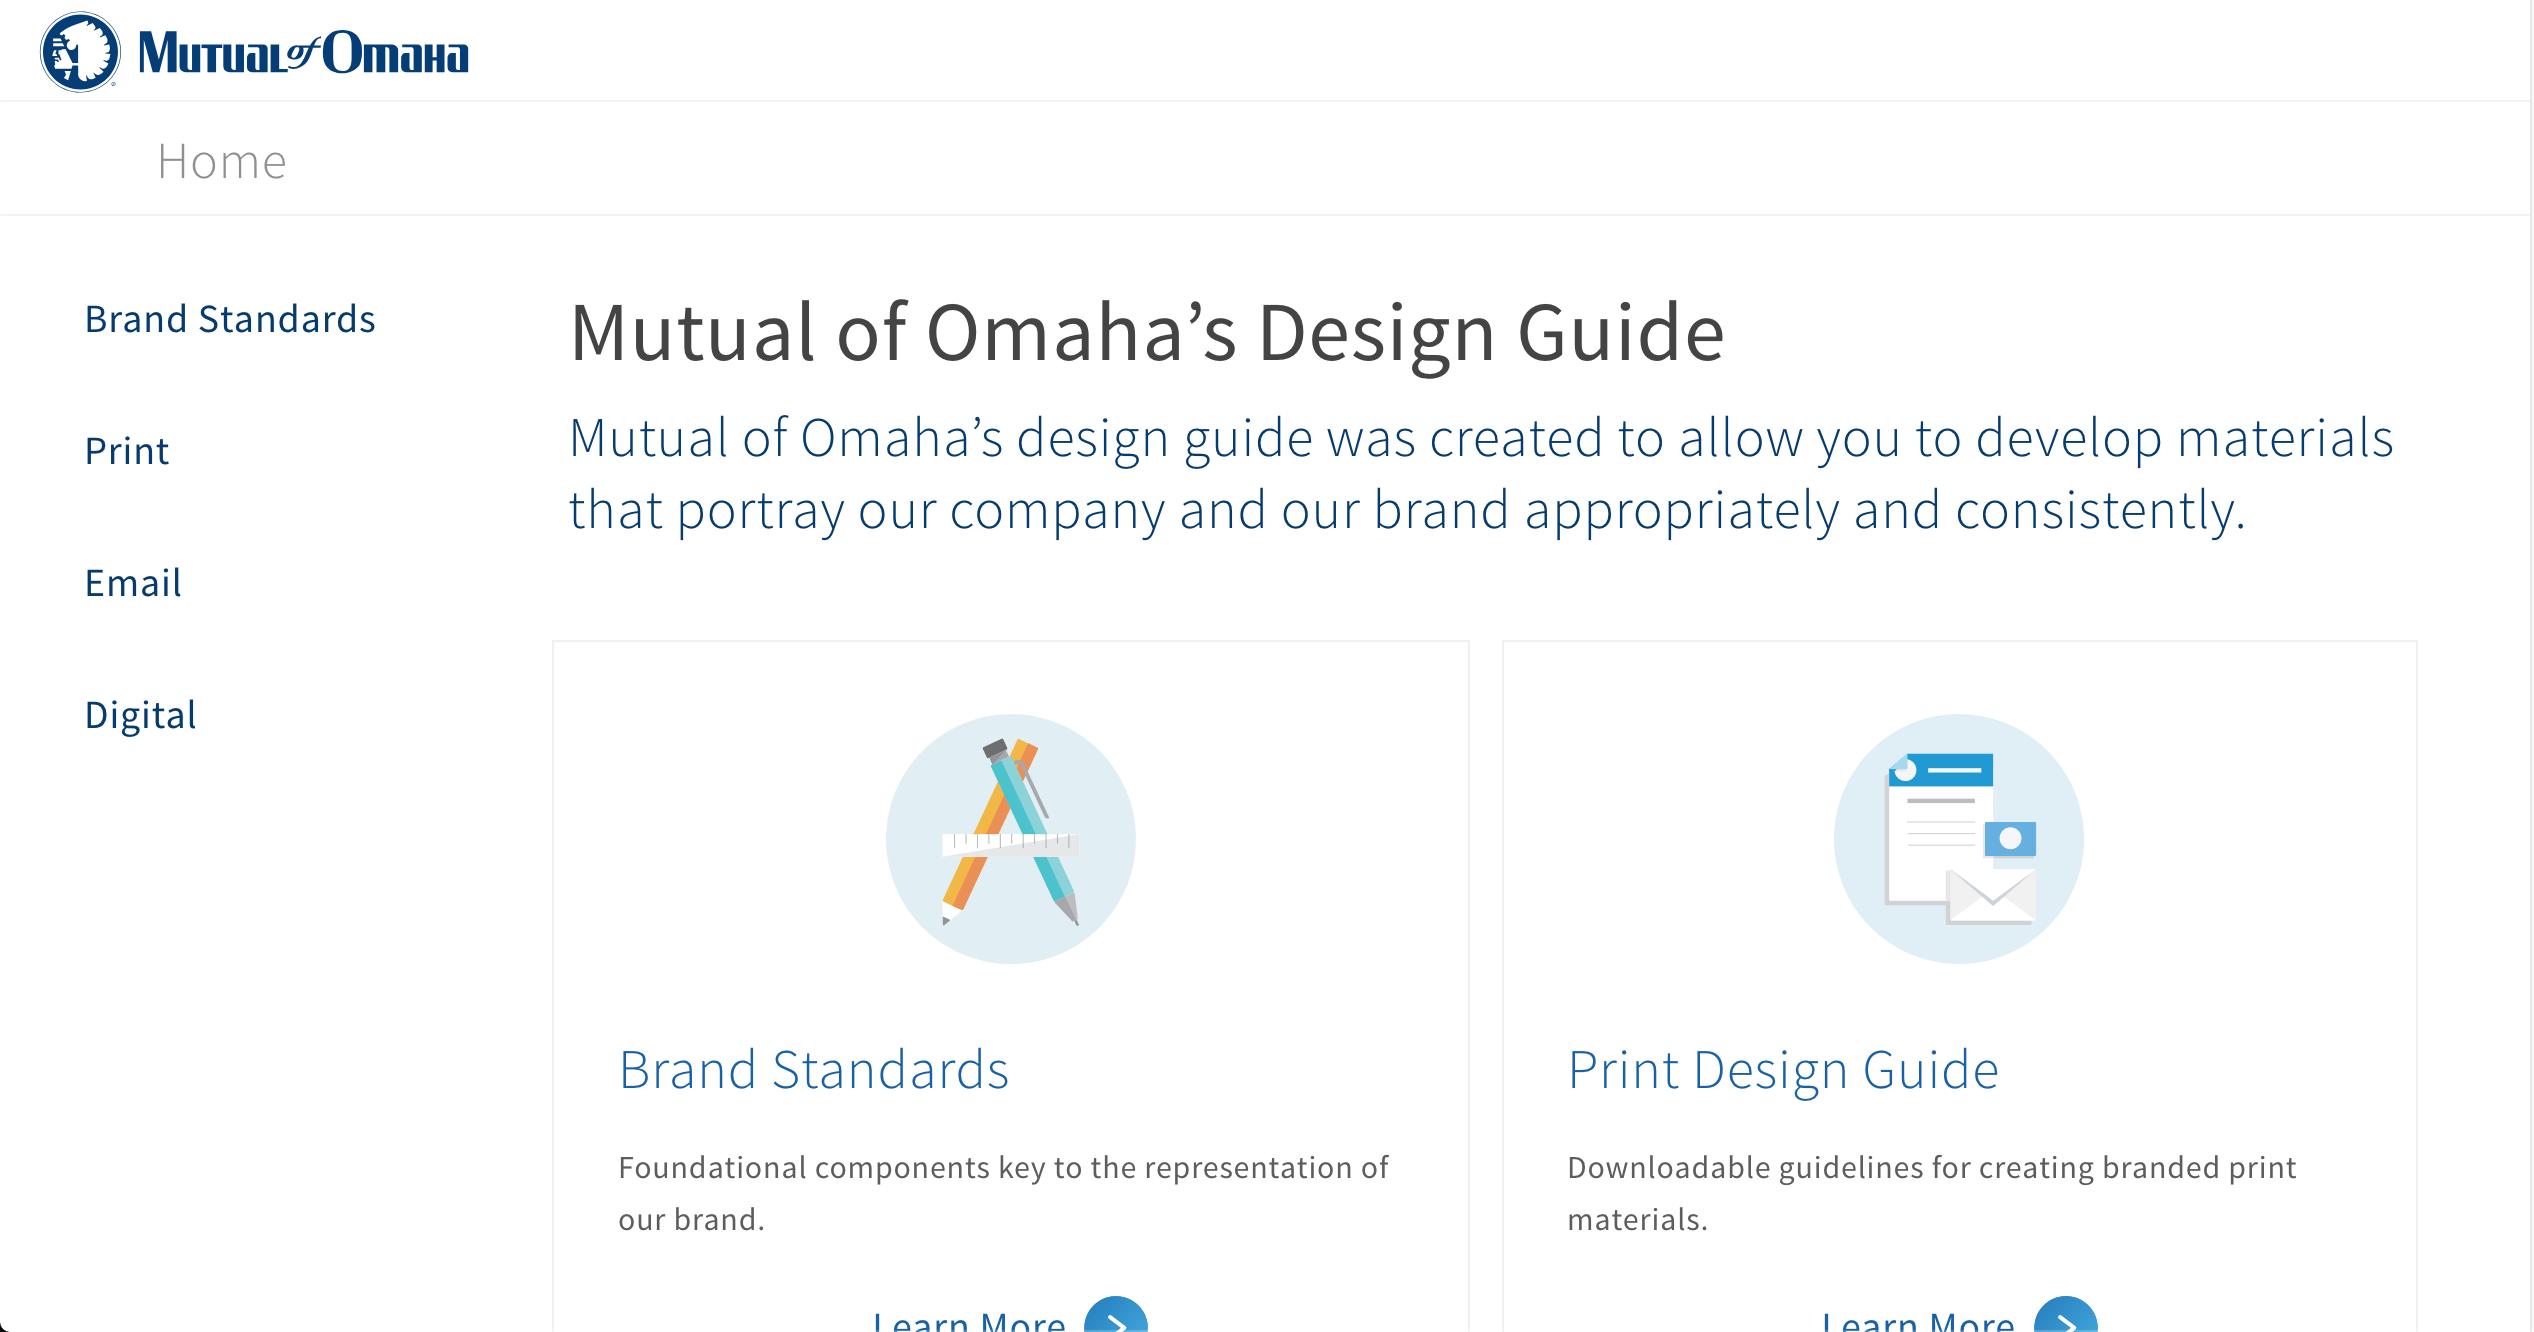 Mutual of Omaha
Home
Brand Standards
Print
Email
Digital
Mutual of Omaha’s Design Guide
Mutual of Omaha’s design guide was created to allow you to develop materials
that portray our company and our brand appropriately and consistently.
Brand Standards
Foundational components key to the representation of
our brand.
Learn More
Print Design Guide
Downloadable guidelines for creating branded print
materials.
Learn More